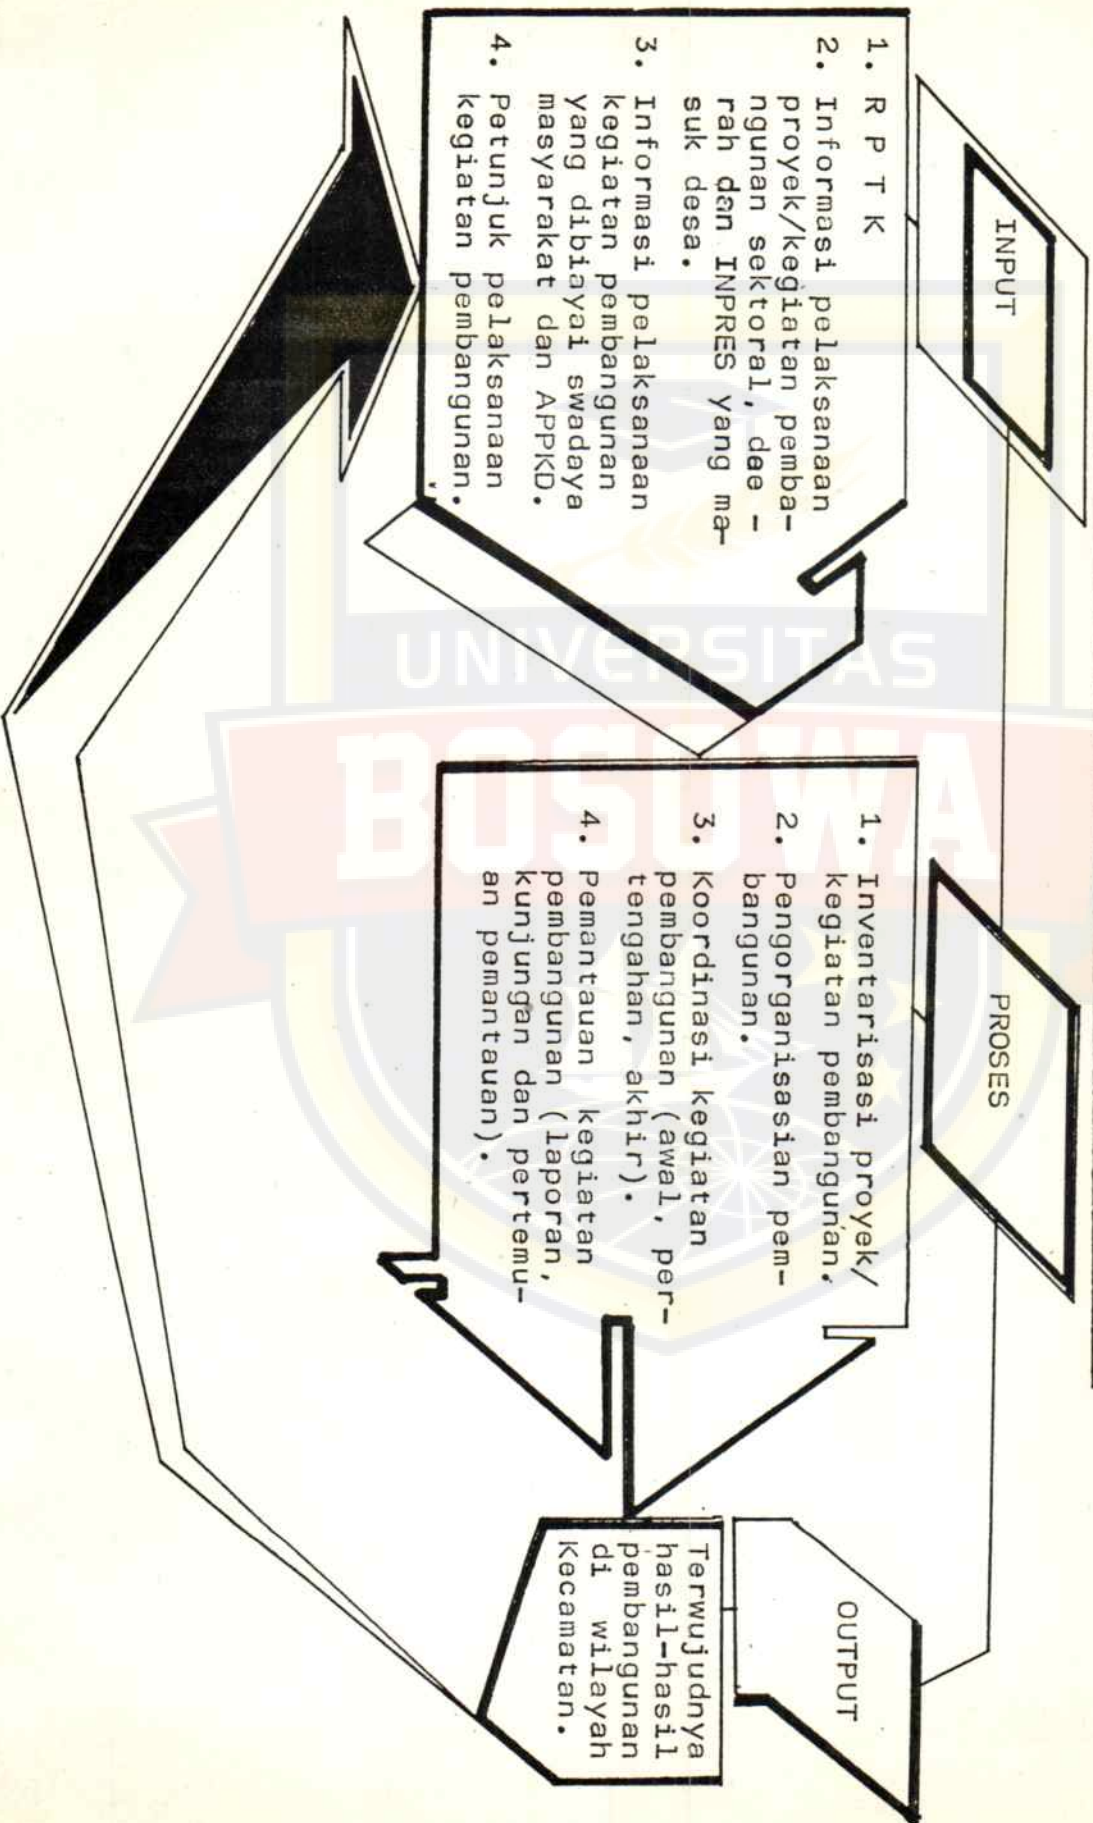 INPUT
1. R P T K
2. Informasi pelaksanaan
proyek/kegiatan pemba-
ngunan sektoral, dae -
rah dan INPRES yang ma-
suk desa.
3. Informasi pelaksanaan
kegiatan pembangunan
yang dibiayai swadaya
masyarakat dan APPKD.
4. Petunjuk pelaksanaan
kegiatan pembangunan.
PROSES
1. Inventarisasi proyek/
kegiatan pembangunan.
2. Pengorganisasian pem-
bangunan.
3. Koordinasi kegiatan
pembangunan (awal, per-
tengahan, akhir).
4. Pemantauan kegiatan
pembangunan (laporan,
kunjungan dan pertemu-
an pemantauan).
OUTPUT
Terwujudnya
hasil-hasil
pembangunan
di wilayah
Kecamatan.
UNIVERSITAS
BOSOWA